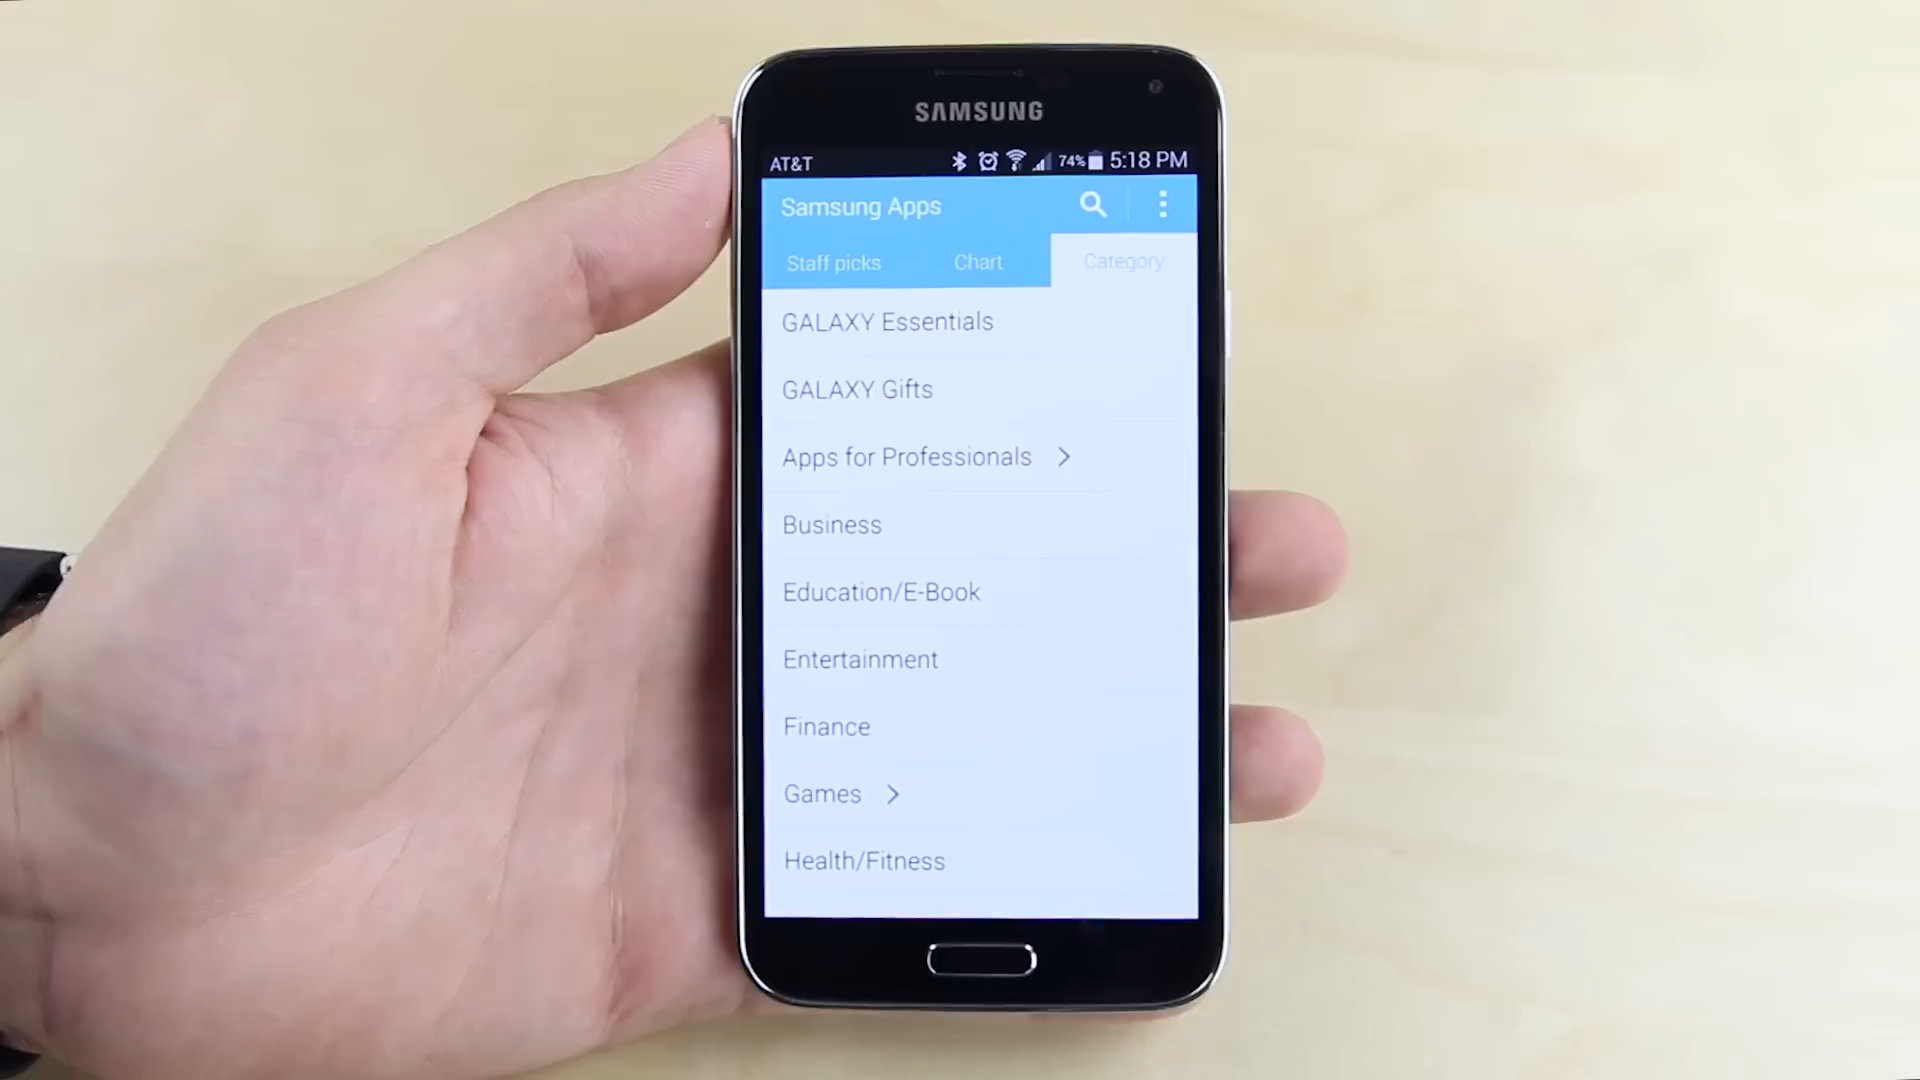 SAMSUNG
AT&T 74% 5:18 PM
Samsung Apps
Staff picks Chart Category
GALAXY Essentials
GALAXY Gifts
Apps for Professionals
Business
Education/E-Book
Entertainment
Finance
Games
Health/Fitness